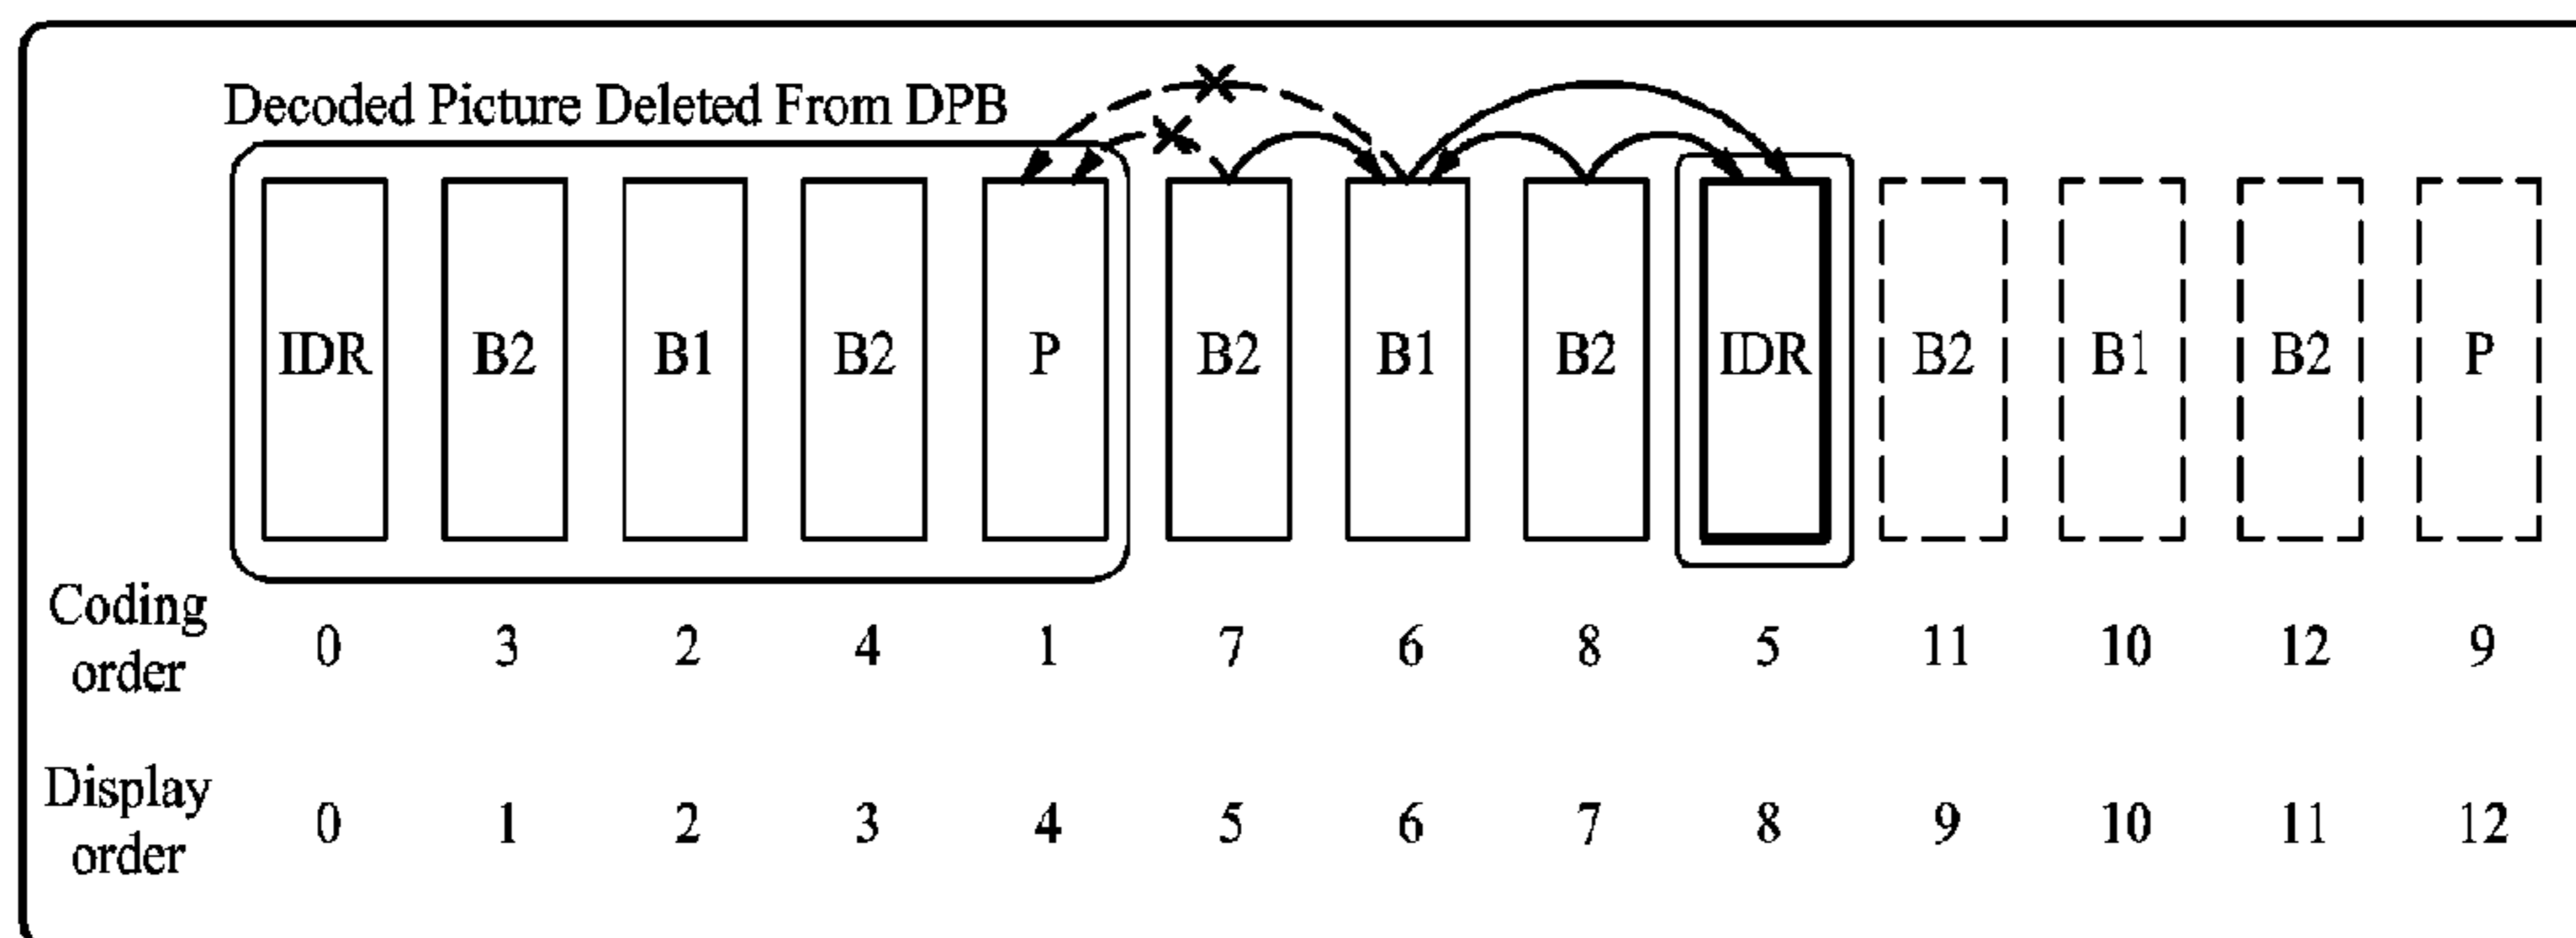 Decoded Picture Deleted From DPB
IDR B2 B1 B2 P B2 B1 B2 IDR B2 B1 B2 P
Coding order 0 3 2 4 1 7 6 8 5 11 10 12 9
Display order 0 1 2 3 4 5 6 7 8 9 10 11 12